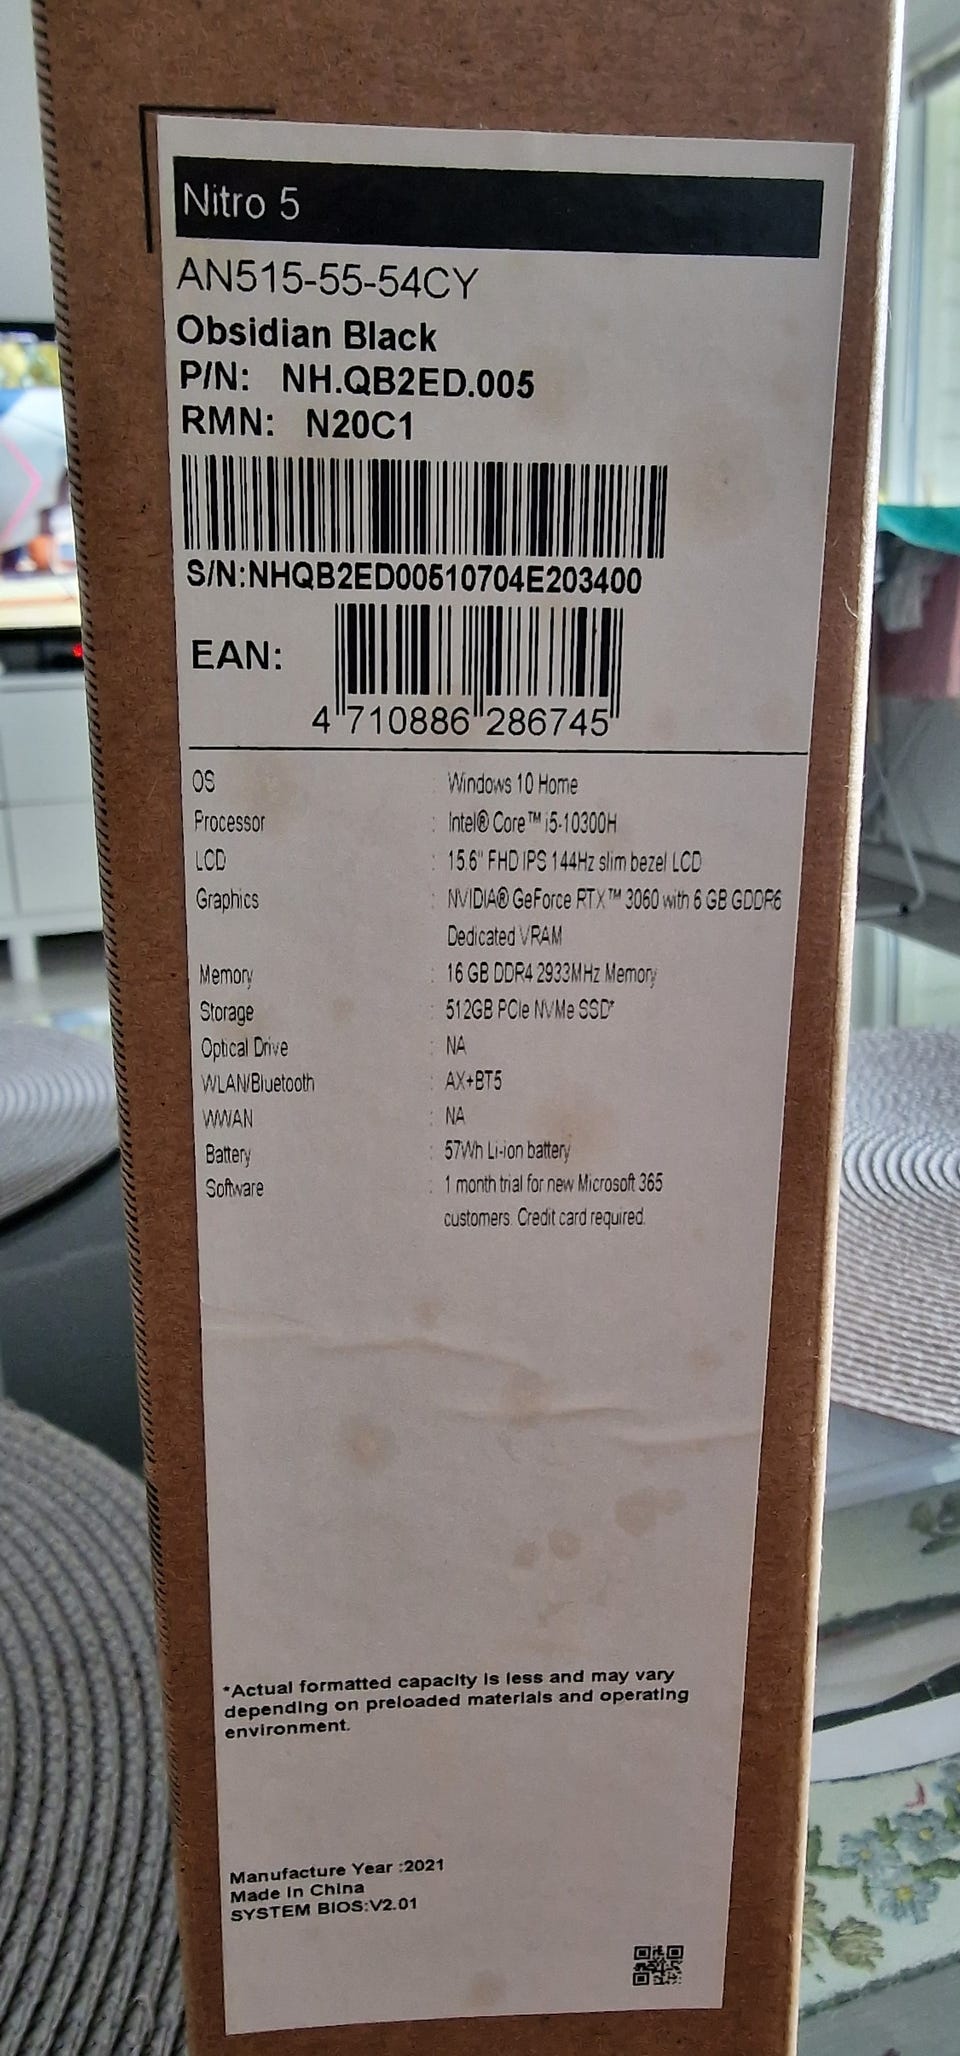 Nitro 5
AN515-55-54CY
Obsidian Black
P/N: NH.QB2ED.005
RMN: N20C1
S/N:NHQB2ED00510704E203400
EAN:
4 710886 286745
OS : Windows 10 Home
Processor : Intel® Core™ i5-10300H
LCD : 15.6" FHD IPS 144Hz slim bezel LCD
Graphics : NVIDIA® GeForce RTX™ 3060 with 6 GB GDDR6
Dedicated VRAM
Memory : 16 GB DDR4 2933MHz Memory
Storage : 512GB PCIe NVMe SSD*
Optical Drive : NA
WLAN/Bluetooth : AX+BT5
WWAN : NA
Battery : 57Wh Li-ion battery
Software : 1 month trial for new Microsoft 365
customers. Credit card required.
*Actual formatted capacity is less and may vary
depending on preloaded materials and operating
environment.
Manufacture Year :2021
Made In China
SYSTEM BIOS:V2.01